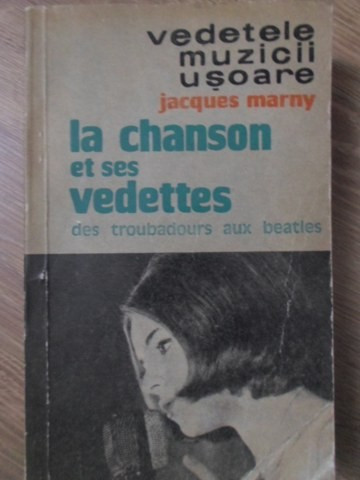 vedetele
muzicii
ușoare
jacques marny
la chanson
et ses
vedettes
des troubadours aux beatles